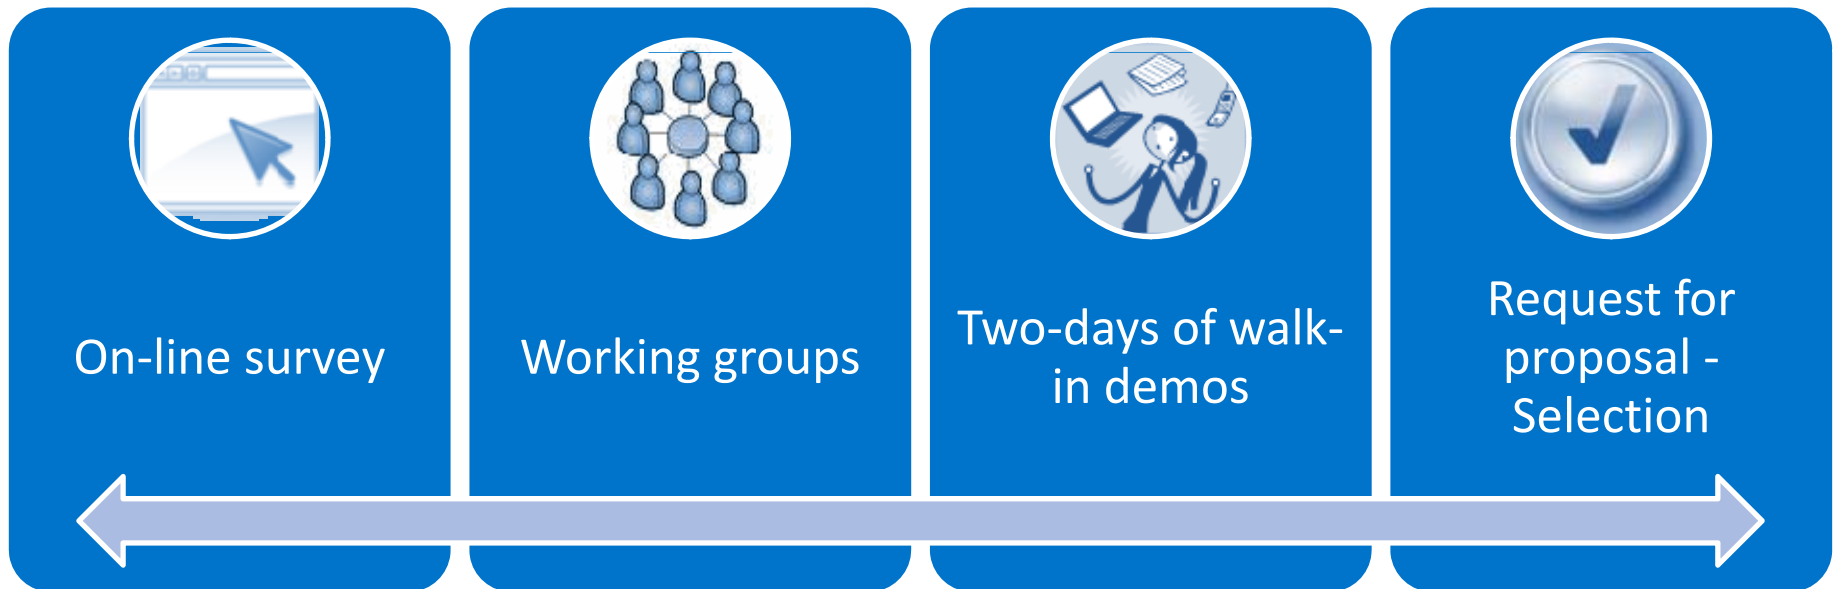 On-line survey
Working groups
Two-days of walk-
in demos
Request for
proposal -
Selection